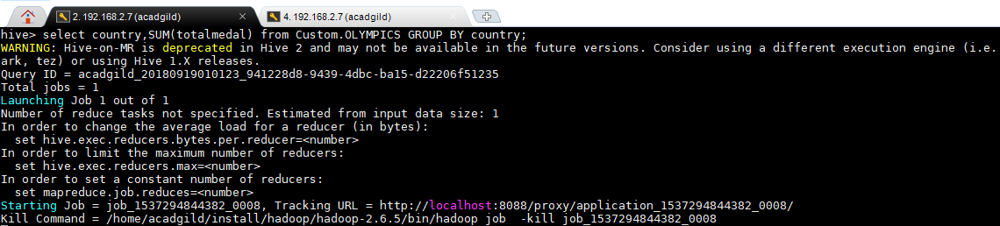 2. 192.168.2.7 (acadgild)
4. 192.168.2.7 (acadgild)
hive> select country,SUM(totalmedal) from Custom.OLYMPICS GROUP BY country;
WARNING: Hive-on-MR is deprecated in Hive 2 and may not be available in the future versions. Consider using a different execution engine (i.e.
ark, tez) or using Hive 1.X releases.
Query ID = acadgild_20180919010123_941228d8-9439-4dbc-ba15-d22206f51235
Total jobs = 1
Launching Job 1 out of 1
Number of reduce tasks not specified. Estimated from input data size: 1
In order to change the average load for a reducer (in bytes):
  set hive.exec.reducers.bytes.per.reducer=<number>
In order to limit the maximum number of reducers:
  set hive.exec.reducers.max=<number>
In order to set a constant number of reducers:
  set mapreduce.job.reduces=<number>
Starting Job = job_1537294844382_0008, Tracking URL = http://localhost:8088/proxy/application_1537294844382_0008/
Kill Command = /home/acadgild/install/hadoop/hadoop-2.6.5/bin/hadoop job  -kill job_1537294844382_0008